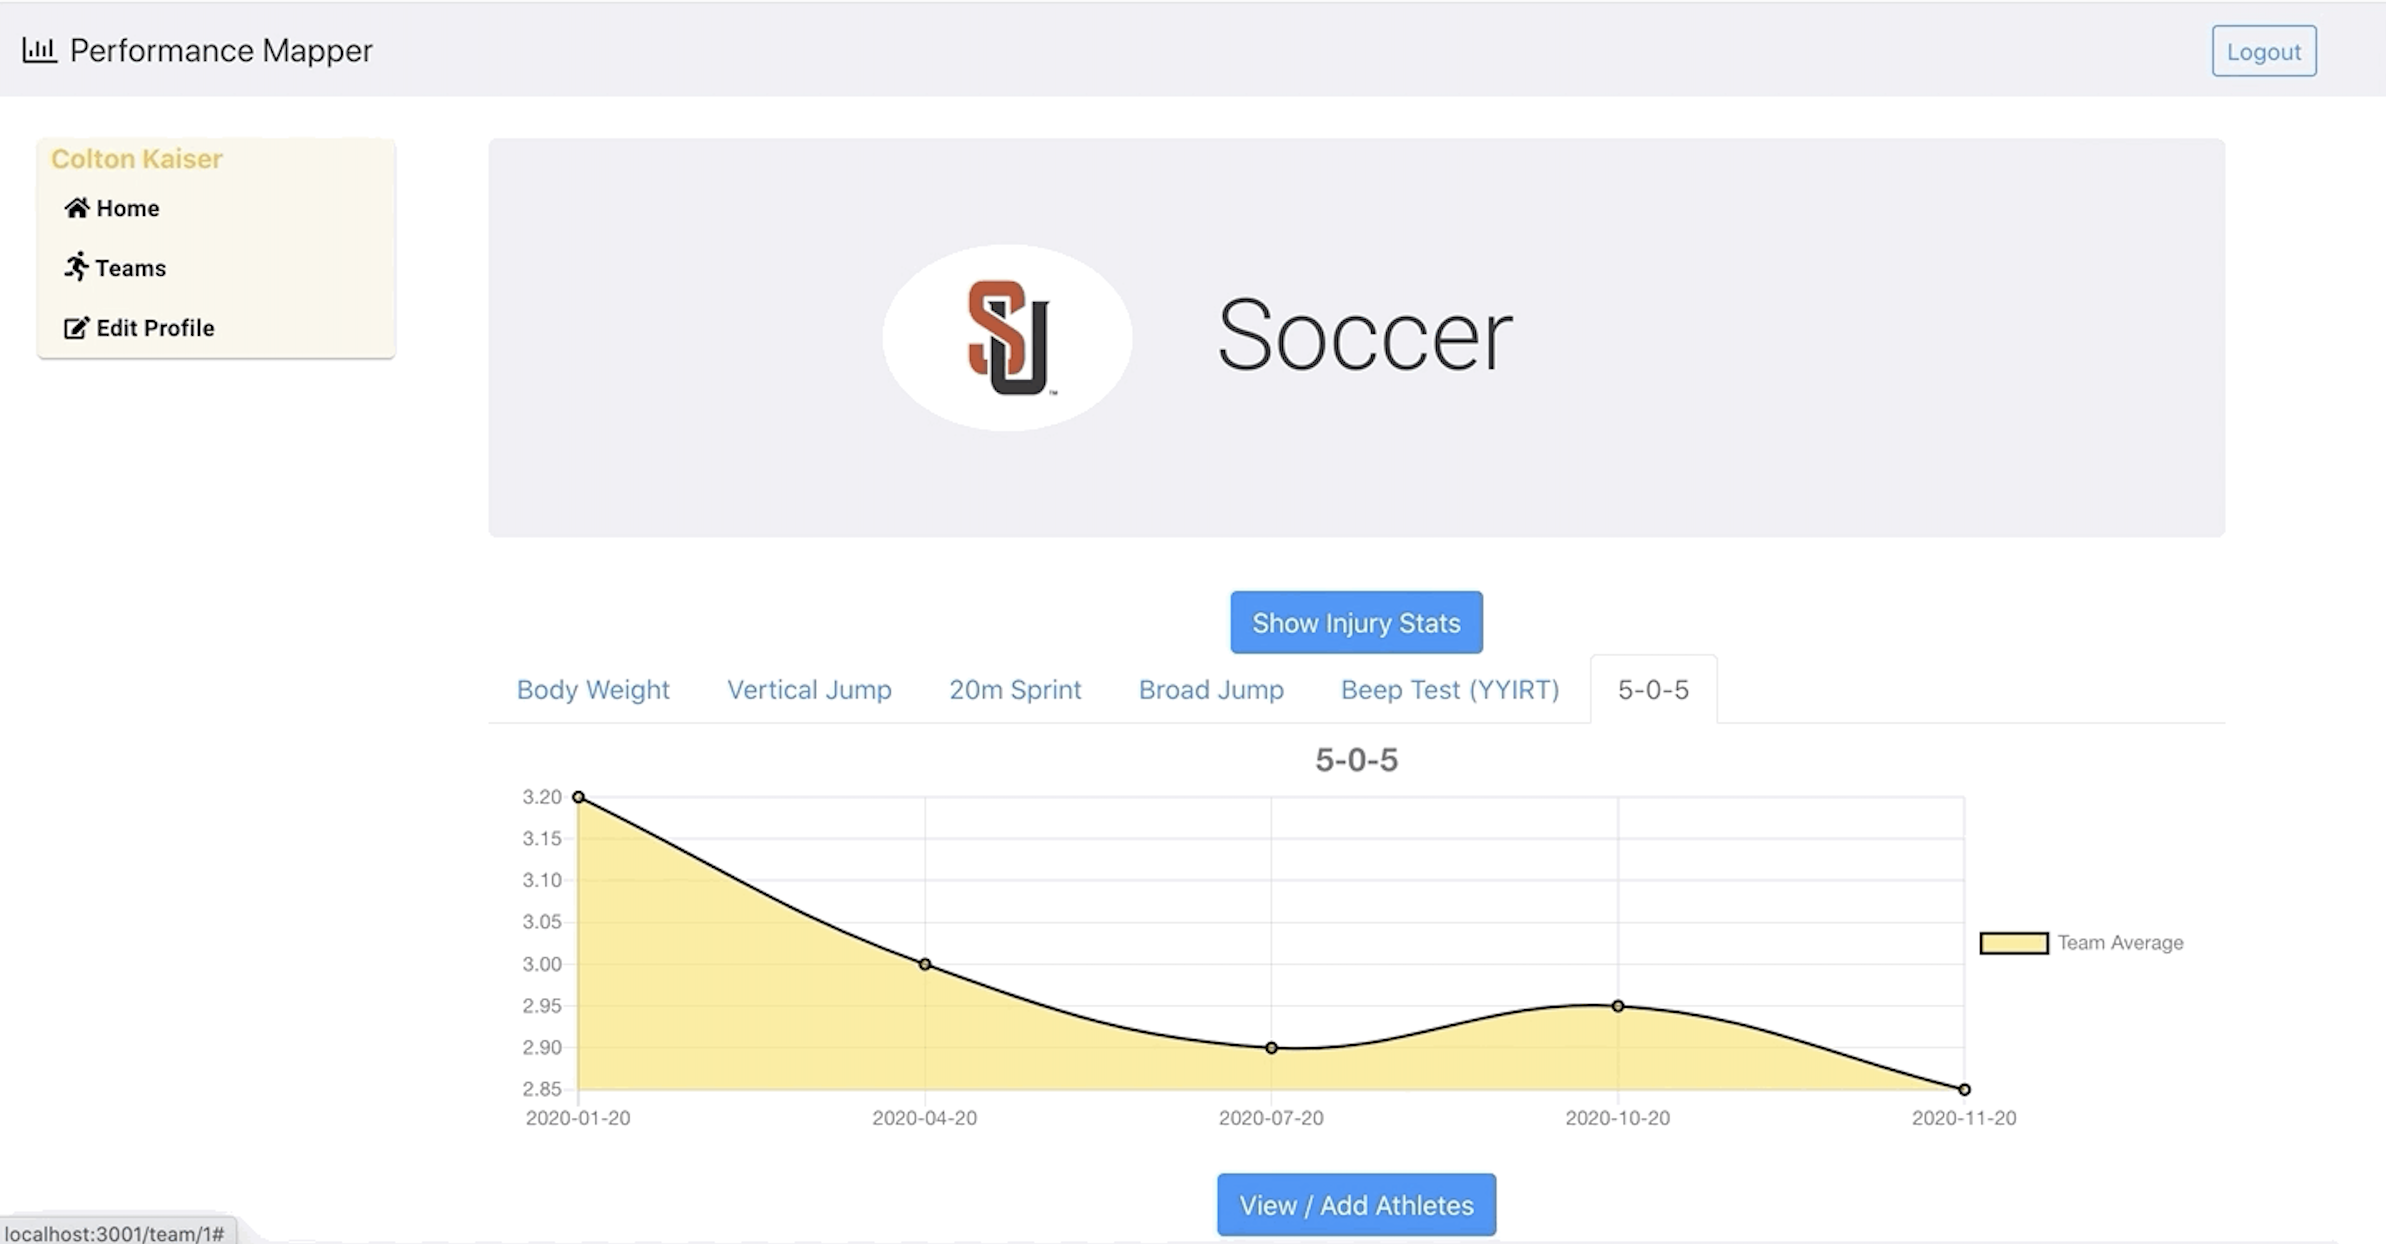 Performance Mapper
Logout
Colton Kaiser
Home
Teams
Edit Profile
SU
™
Soccer
Show Injury Stats
Body Weight Vertical Jump 20m Sprint Broad Jump Beep Test (YYIRT) 5-0-5
5-0-5
3.20
3.15
3.10
3.05
3.00
2.95
2.90
2.85
2020-01-20 2020-04-20 2020-07-20 2020-10-20 2020-11-20
Team Average
View / Add Athletes
localhost:3001/team/1#